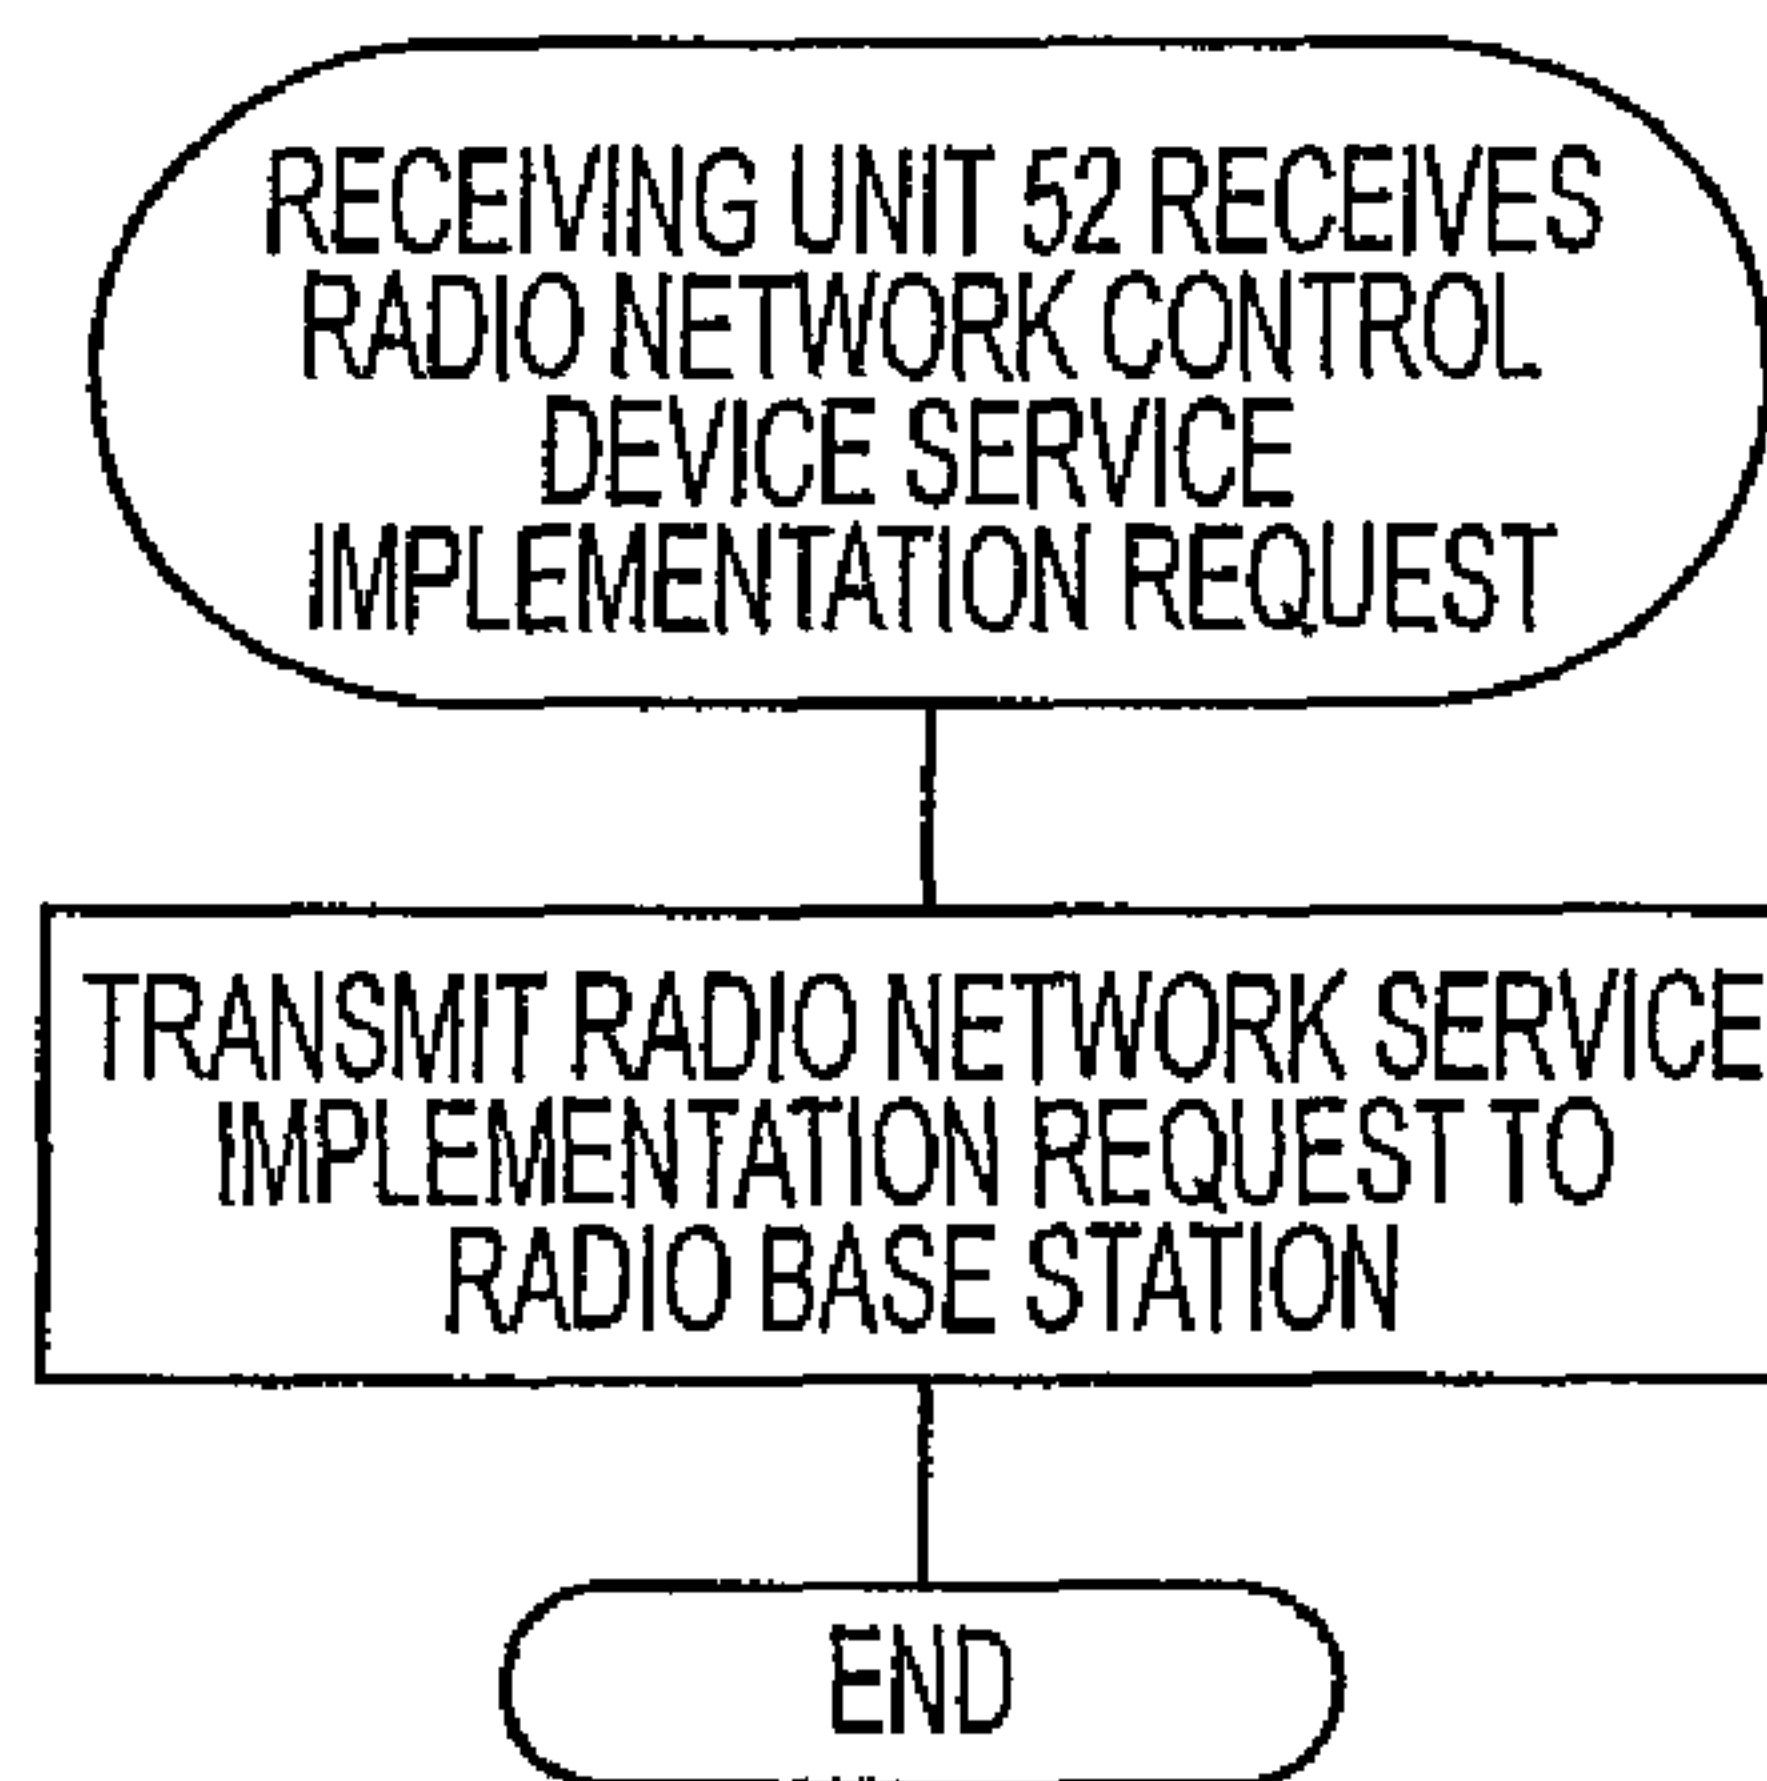 RECEIVING UNIT 52 RECEIVES
RADIO NETWORK CONTROL
DEVICE SERVICE
IMPLEMENTATION REQUEST
TRANSMIT RADIO NETWORK SERVICE
IMPLEMENTATION REQUEST TO
RADIO BASE STATION
END